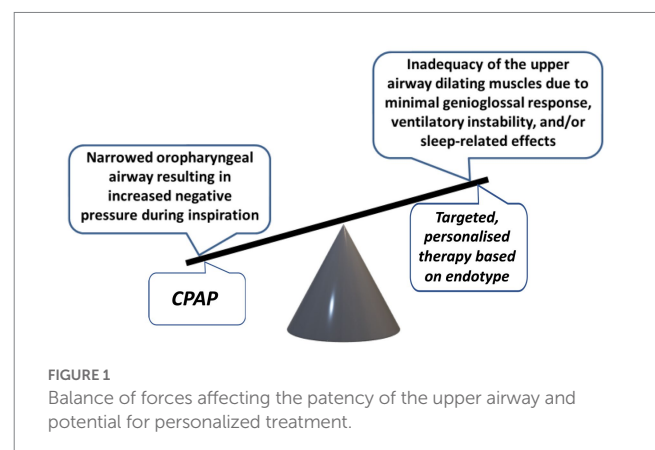 Inadequacy of the upper
airway dilating muscles due to
minimal genioglossal response,
ventilatory instability, and/or
sleep-related effects
Narrowed oropharyngeal
airway resulting in
increased negative
pressure during inspiration
Targeted,
personalised
therapy based
on endotype
CPAP
FIGURE 1
Balance of forces affecting the patency of the upper airway and
potential for personalized treatment.